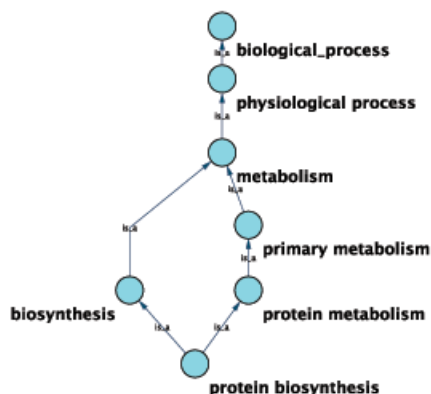 is_a
biological_process
physiological process
is_a
metabolism
is_a
is_a
primary metabolism
is_a
biosynthesis
protein metabolism
is_a
is_a
protein biosynthesis